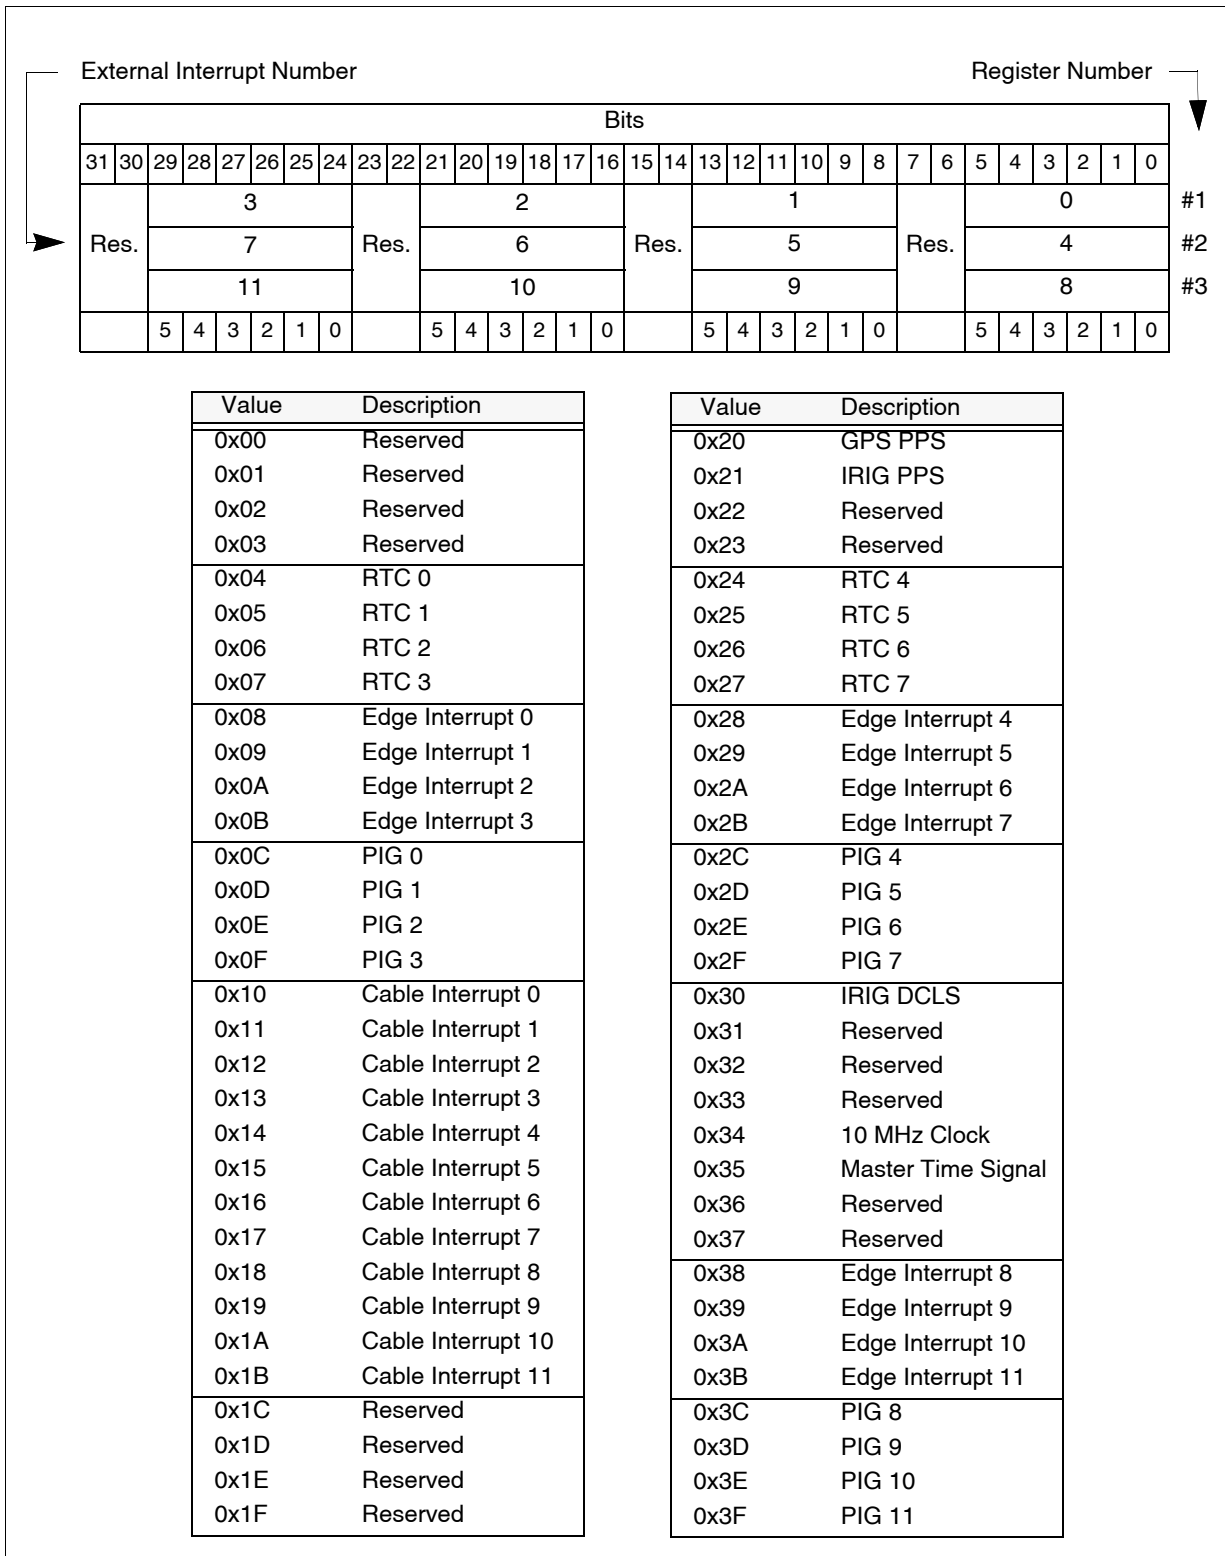 External Interrupt Number
Register Number
Bits
31 30 29 28 27 26 25 24 23 22 21 20 19 18 17 16 15 14 13 12 11 10 9 8 7 6 5 4 3 2 1 0
3 2 1 0 #1
Res. 7 Res. 6 Res. 5 Res. 4 #2
11 10 9 8 #3
5 4 3 2 1 0 5 4 3 2 1 0 5 4 3 2 1 0 5 4 3 2 1 0
Value Description
0x00 Reserved
0x01 Reserved
0x02 Reserved
0x03 Reserved
0x04 RTC 0
0x05 RTC 1
0x06 RTC 2
0x07 RTC 3
0x08 Edge Interrupt 0
0x09 Edge Interrupt 1
0x0A Edge Interrupt 2
0x0B Edge Interrupt 3
0x0C PIG 0
0x0D PIG 1
0x0E PIG 2
0x0F PIG 3
0x10 Cable Interrupt 0
0x11 Cable Interrupt 1
0x12 Cable Interrupt 2
0x13 Cable Interrupt 3
0x14 Cable Interrupt 4
0x15 Cable Interrupt 5
0x16 Cable Interrupt 6
0x17 Cable Interrupt 7
0x18 Cable Interrupt 8
0x19 Cable Interrupt 9
0x1A Cable Interrupt 10
0x1B Cable Interrupt 11
0x1C Reserved
0x1D Reserved
0x1E Reserved
0x1F Reserved
Value Description
0x20 GPS PPS
0x21 IRIG PPS
0x22 Reserved
0x23 Reserved
0x24 RTC 4
0x25 RTC 5
0x26 RTC 6
0x27 RTC 7
0x28 Edge Interrupt 4
0x29 Edge Interrupt 5
0x2A Edge Interrupt 6
0x2B Edge Interrupt 7
0x2C PIG 4
0x2D PIG 5
0x2E PIG 6
0x2F PIG 7
0x30 IRIG DCLS
0x31 Reserved
0x32 Reserved
0x33 Reserved
0x34 10 MHz Clock
0x35 Master Time Signal
0x36 Reserved
0x37 Reserved
0x38 Edge Interrupt 8
0x39 Edge Interrupt 9
0x3A Edge Interrupt 10
0x3B Edge Interrupt 11
0x3C PIG 8
0x3D PIG 9
0x3E PIG 10
0x3F PIG 11